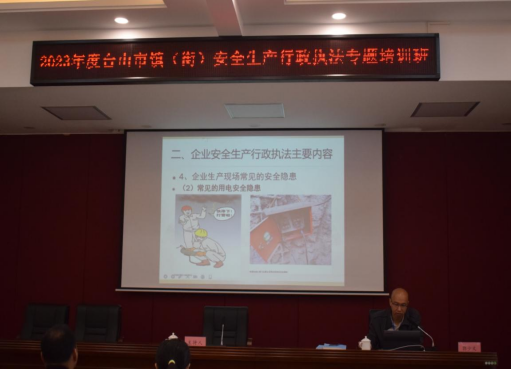 2023年度台山市镇（街）安全生产行政执法专题培训班
二、企业安全生产行政执法主要内容
4、企业生产现场常见的安全隐患
（2）常见的用电安全隐患